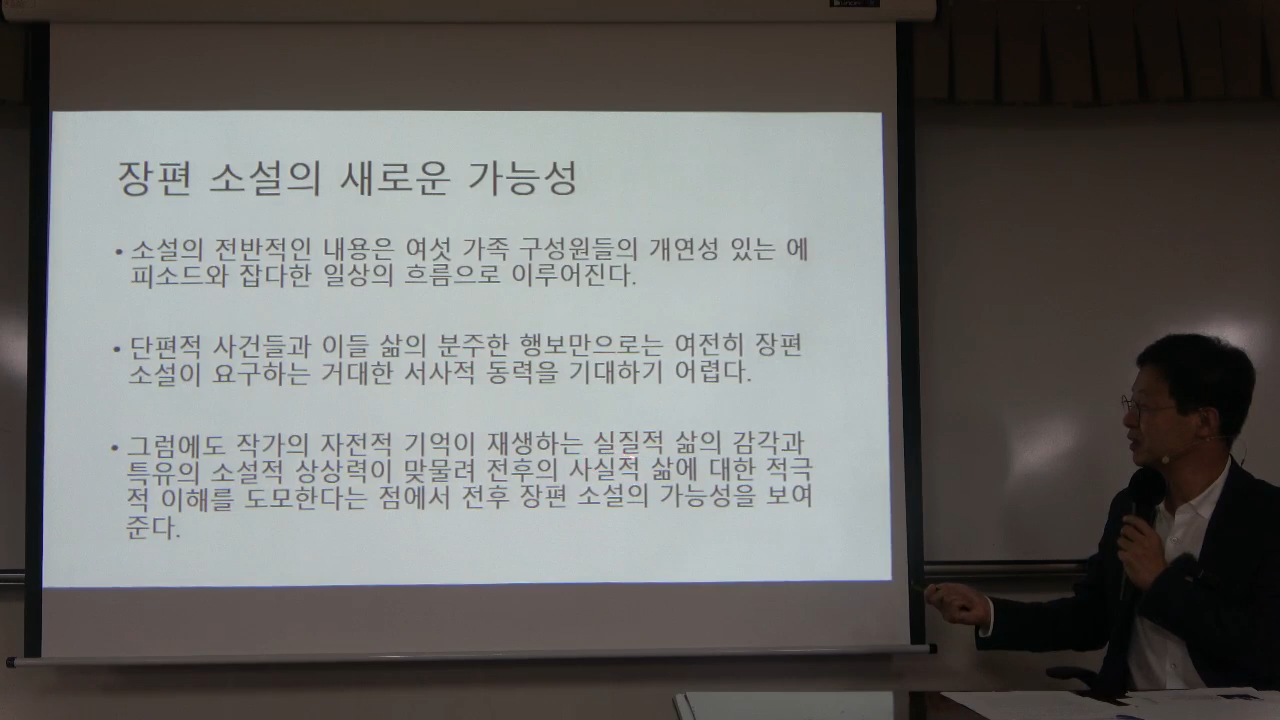 장편 소설의 새로운 가능성
• 소설의 전반적인 내용은 여섯 가족 구성원들의 개연성 있는 에
피소드와 잡다한 일상의 흐름으로 이루어진다.
• 단편적 사건들과 이들 삶의 분주한 행보만으로는 여전히 장편
소설이 요구하는 거대한 서사적 동력을 기대하기 어렵다.
• 그럼에도 작가의 자전적 기억이 재생하는 실질적 삶의 감각과
특유의 소설적 상상력이 맞물려 전후의 사실적 삶에 대한 적극
적 이해를 도모한다는 점에서 전후 장편 소설의 가능성을 보여
준다.